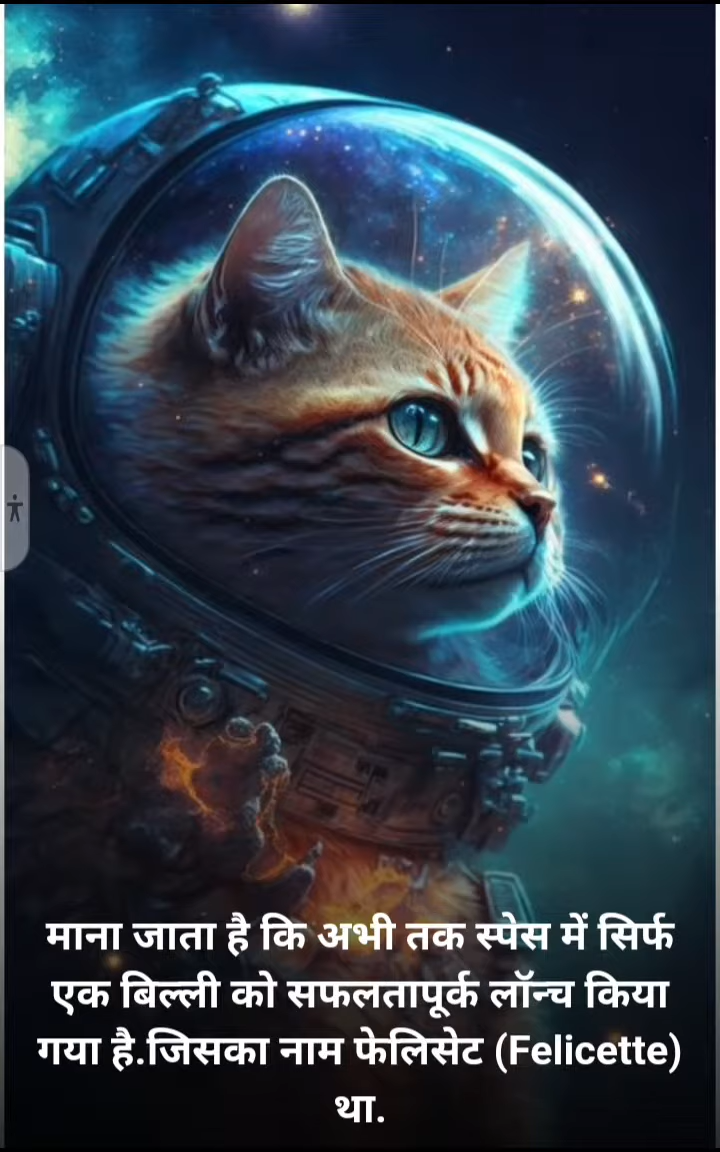 माना जाता है कि अभी तक स्पेस में सिर्फ
एक बिल्ली को सफलतापूर्क लॉन्च किया
गया है.जिसका नाम फेलिसेट (Felicette)
था.